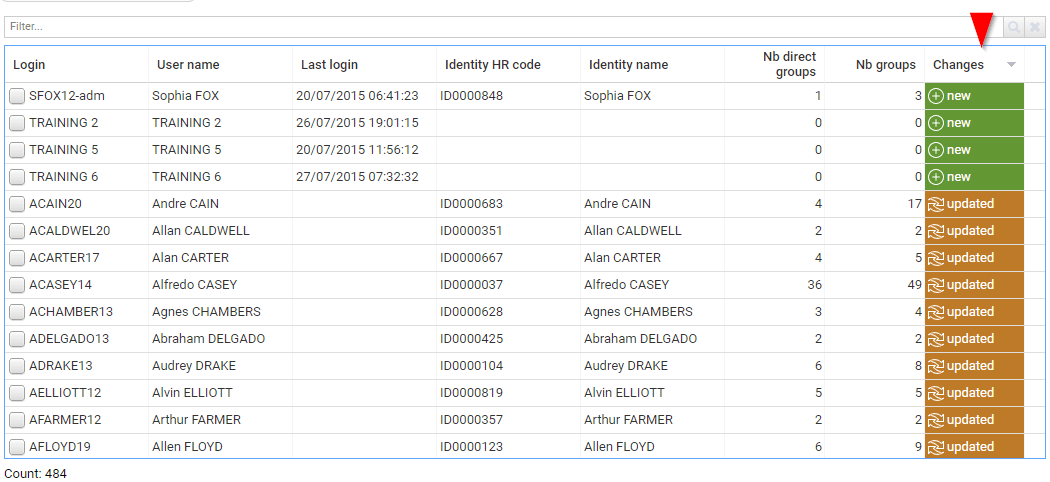 Filter...
Login User name Last login Identity HR code Identity name Nb direct groups Nb groups Changes
SFOX12-adm Sophia FOX 20/07/2015 06:41:23 ID0000848 Sophia FOX 1 3 new
TRAINING 2 TRAINING 2 26/07/2015 19:01:15 0 0 new
TRAINING 5 TRAINING 5 20/07/2015 11:56:12 0 0 new
TRAINING 6 TRAINING 6 27/07/2015 07:32:32 0 0 new
ACAIN20 Andre CAIN ID0000683 Andre CAIN 4 17 updated
ACALDWEL20 Allan CALDWELL ID0000351 Allan CALDWELL 2 2 updated
ACARTER17 Alan CARTER ID0000667 Alan CARTER 4 5 updated
ACASEY14 Alfredo CASEY ID0000037 Alfredo CASEY 36 49 updated
ACHAMBER13 Agnes CHAMBERS ID0000628 Agnes CHAMBERS 3 4 updated
ADELGADO13 Abraham DELGADO ID0000425 Abraham DELGADO 2 2 updated
ADRAKE13 Audrey DRAKE ID0000104 Audrey DRAKE 6 8 updated
AELLIOTT12 Alvin ELLIOTT ID0000819 Alvin ELLIOTT 5 5 updated
AFARMER12 Arthur FARMER ID0000357 Arthur FARMER 2 2 updated
AFLOYD19 Allen FLOYD ID0000123 Allen FLOYD 6 9 updated
Count: 484